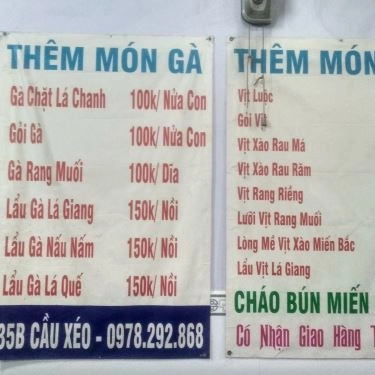 THÊM MÓN GÀ
Gà Chặt Lá Chanh 100k/ Nửa Con
Gỏi Gà 100k/ Nửa Con
Gà Rang Muối 100k/ Dĩa
Lẩu Gà Lá Giang 150k/ Nồi
Lẩu Gà Nấu Nấm 150k/ Nồi
Lẩu Gà Lá Quế 150k/ Nồi
35B CẦU XÉO - 0978.292.868
THÊM MÓN
Vịt Luộc
Gỏi Vịt
Vịt Xào Rau Má
Vịt Xào Rau Răm
Vịt Rang Riềng
Lưỡi Vịt Rang Muối
Lòng Mề Vịt Xào Miến Bắc
Lẩu Vịt Lá Giang
CHÁO BÚN MIẾN
Có Nhận Giao Hàng T